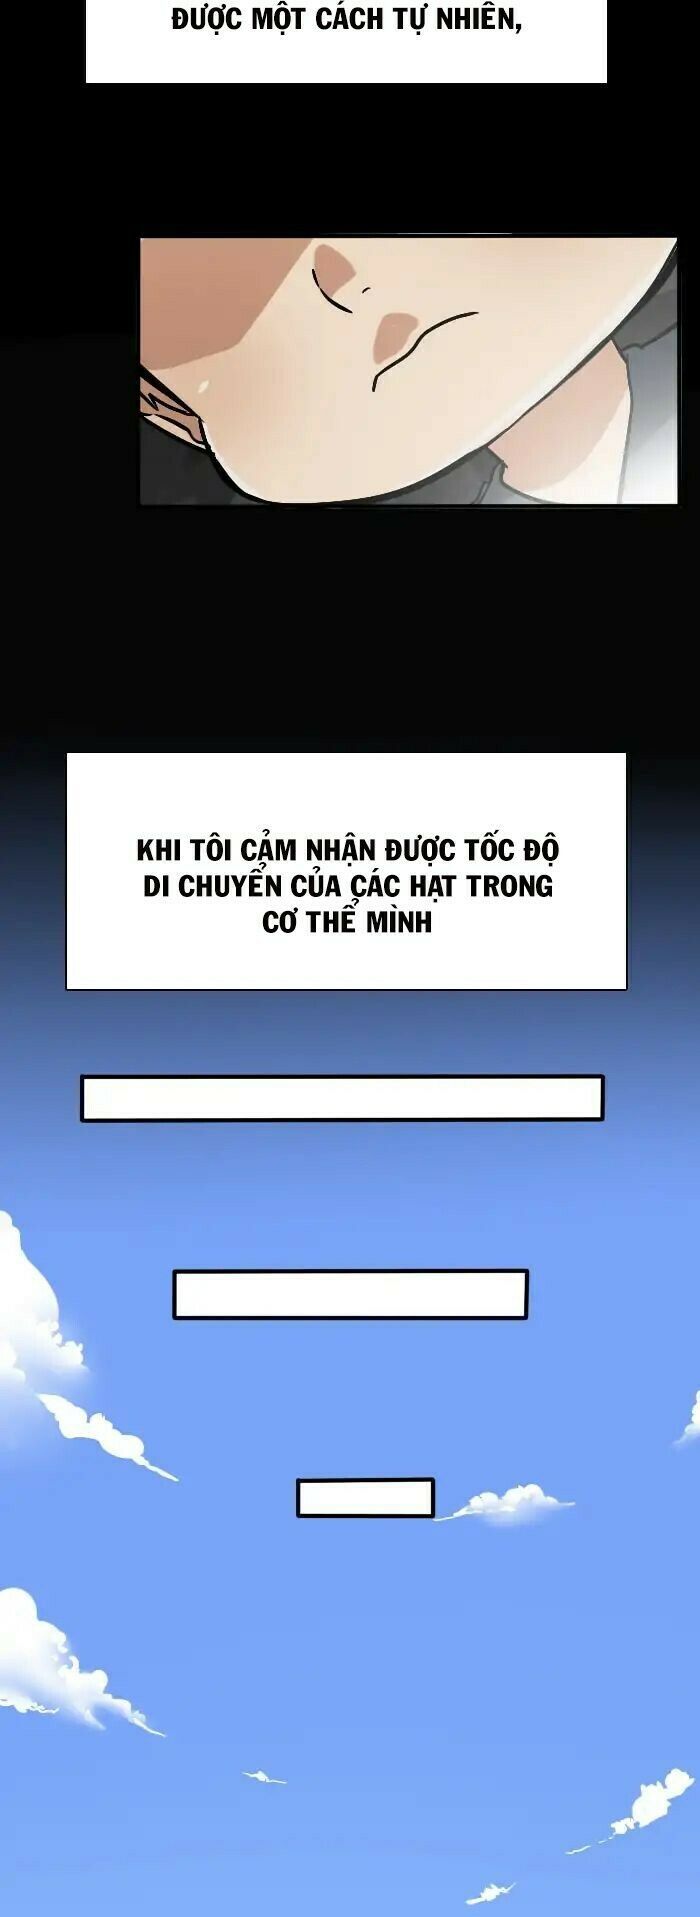 ĐƯỢC MỘT CÁCH TỰ NHIÊN,
KHI TÔI CẢM NHẬN ĐƯỢC TỐC ĐỘ
DI CHUYỂN CỦA CÁC HẠT TRONG
CƠ THỂ MÌNH